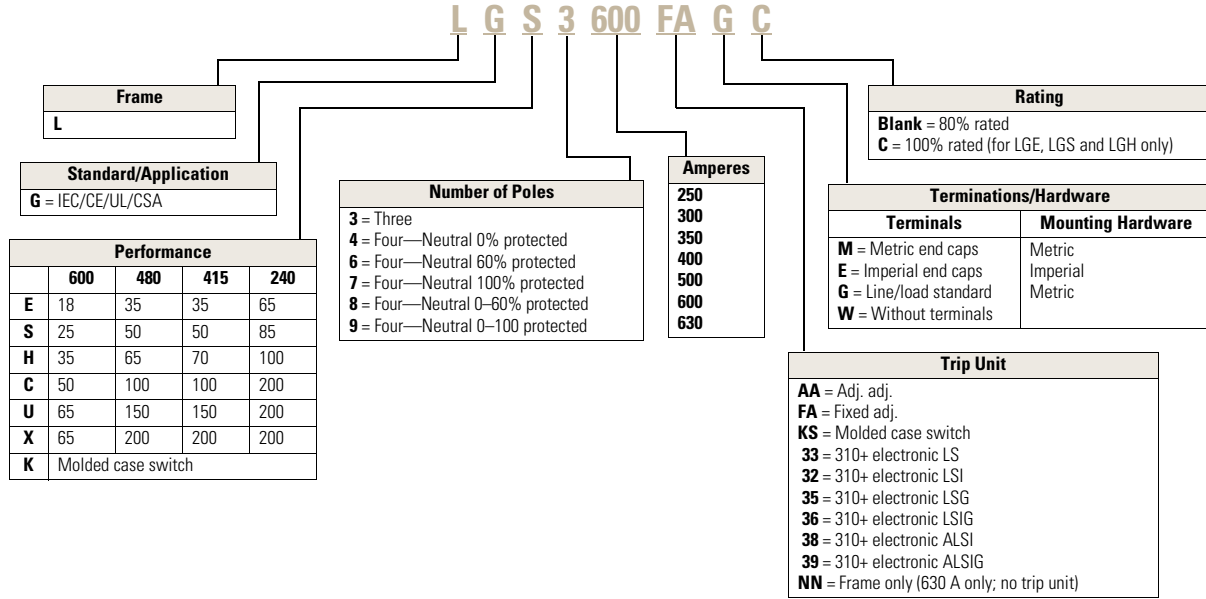 L G S 3 600 FA G C
Frame
L
Standard/Application
G = IEC/CE/UL/CSA
Performance
600 480 415 240
E 18 35 35 65
S 25 50 50 85
H 35 65 70 100
C 50 100 100 200
U 65 150 150 200
X 65 200 200 200
K Molded case switch
Number of Poles
3 = Three
4 = Four—Neutral 0% protected
6 = Four—Neutral 60% protected
7 = Four—Neutral 100% protected
8 = Four—Neutral 0–60% protected
9 = Four—Neutral 0–100 protected
Amperes
250
300
350
400
500
600
630
Rating
Blank = 80% rated
C = 100% rated (for LGE, LGS and LGH only)
Terminations/Hardware
Terminals Mounting Hardware
M = Metric end caps Metric
E = Imperial end caps Imperial
G = Line/load standard Metric
W = Without terminals
Trip Unit
AA = Adj. adj.
FA = Fixed adj.
KS = Molded case switch
33 = 310+ electronic LS
32 = 310+ electronic LSI
35 = 310+ electronic LSG
36 = 310+ electronic LSIG
38 = 310+ electronic ALSI
39 = 310+ electronic ALSIG
NN = Frame only (630 A only; no trip unit)